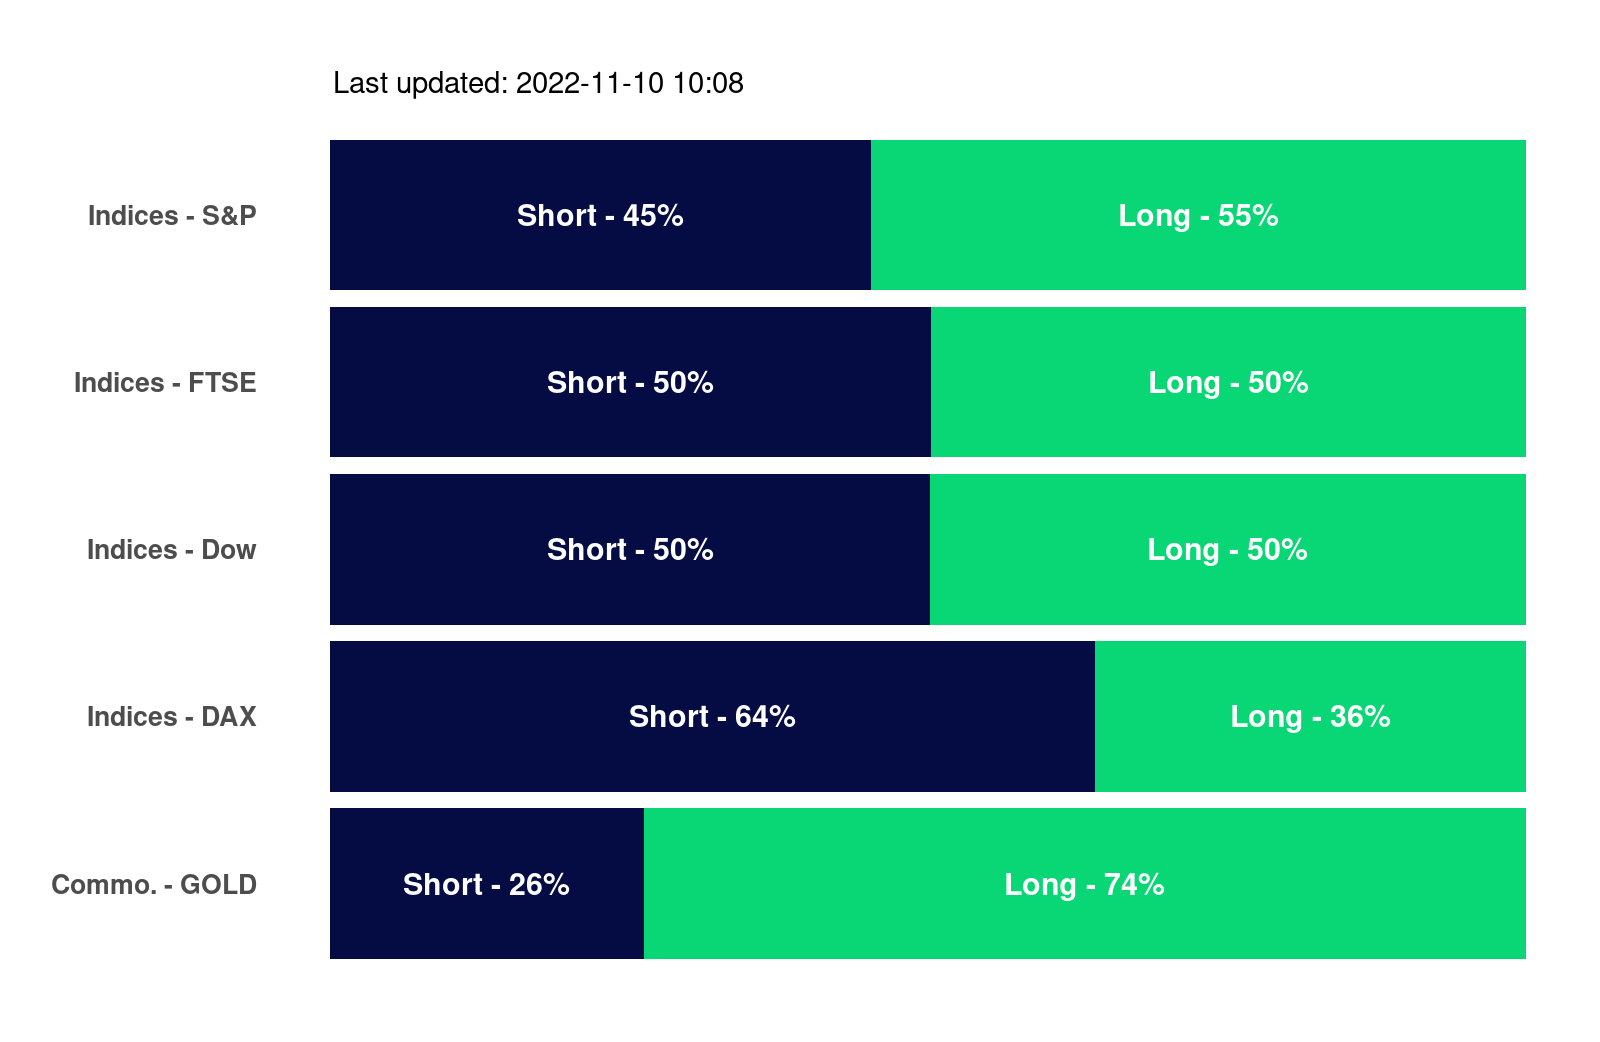 Last updated: 2022-11-10 10:08
Indices - S&P Short - 45% Long - 55%
Indices - FTSE Short - 50% Long - 50%
Indices - Dow Short - 50% Long - 50%
Indices - DAX Short - 64% Long - 36%
Commo. - GOLD Short - 26% Long - 74%